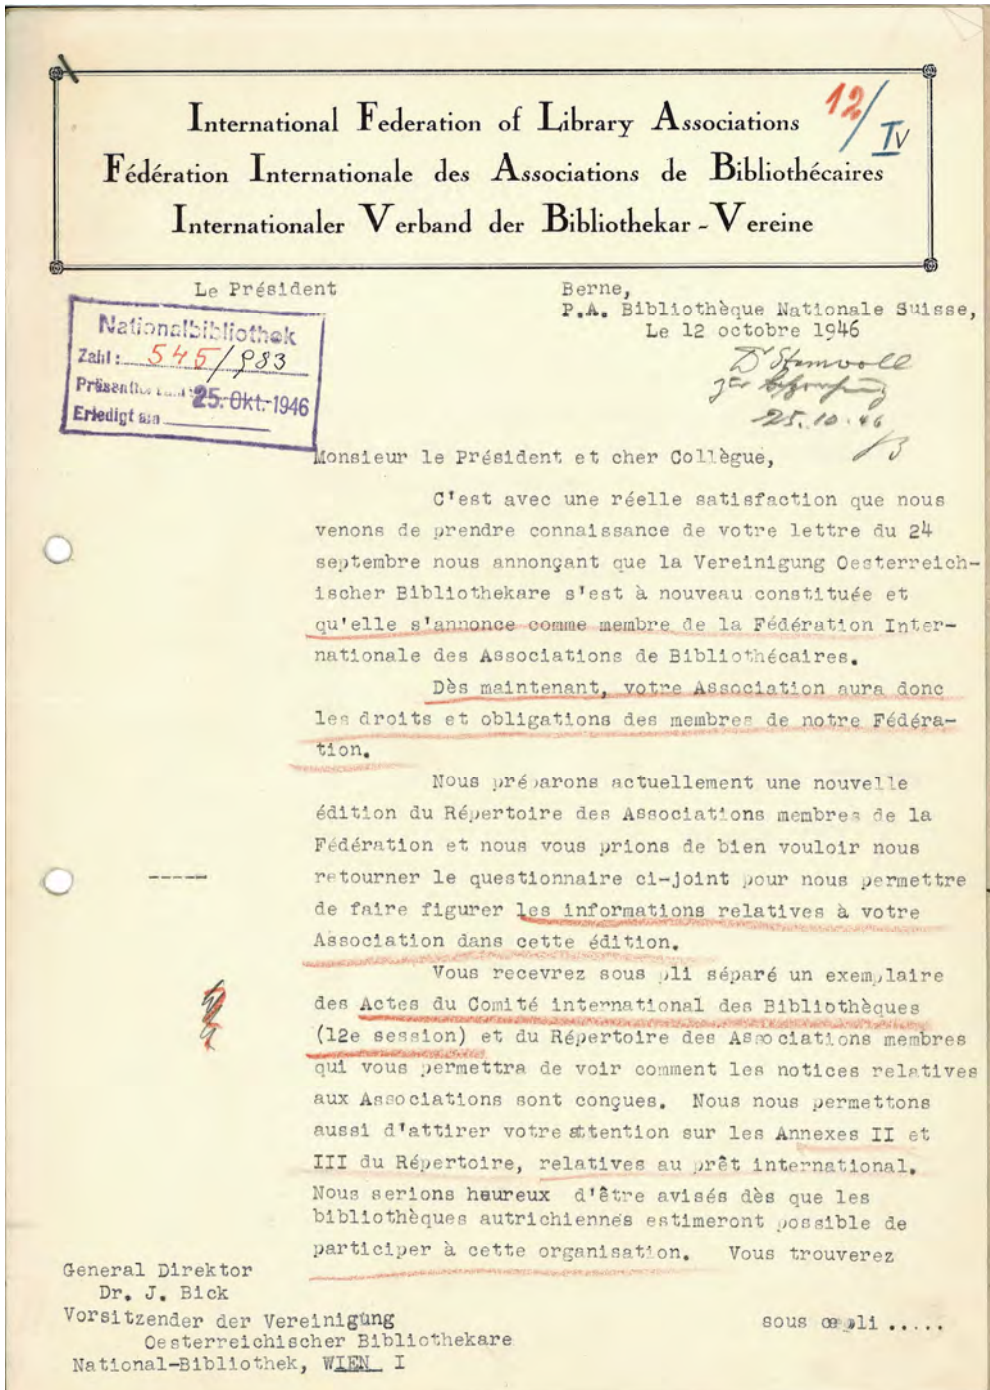 12/IV
International Federation of Library Associations
Fédération Internationale des Associations de Bibliothécaires
Internationaler Verband der Bibliothekar - Vereine
Le Président
Berne,
P.A. Bibliothèque Nationale Suisse,
Le 12 octobre 1946
Nationalbibliothek
Zahl: 545/983
25. Okt. 1946
Erledigt am
Dr Stumvoll
zur
25.10.46
Monsieur le Président et cher Collègue,
C'est avec une réelle satisfaction que nous
venons de prendre connaissance de votre lettre du 24
septembre nous annonçant que la Vereinigung Oesterreich-
ischer Bibliothekare s'est à nouveau constituée et
qu'elle s'annonce comme membre de la Fédération Inter-
nationale des Associations de Bibliothécaires.
Dès maintenant, votre Association aura donc
les droits et obligations des membres de notre Fédéra-
tion.
Nous préparons actuellement une nouvelle
édition du Répertoire des Associations membres de la
Fédération et nous vous prions de bien vouloir nous
----- retourner le questionnaire ci-joint pour nous permettre
de faire figurer les informations relatives à votre
Association dans cette édition.
Vous recevrez sous pli séparé un exemplaire
des Actes du Comité international des Bibliothèques
(12e session) et du Répertoire des Associations membres
qui vous permettra de voir comment les notices relatives
aux Associations sont conçues. Nous nous permettons
aussi d'attirer votre attention sur les Annexes II et
III du Répertoire, relatives au prêt international.
Nous serions heureux d'être avisés dès que les
bibliothèques autrichiennes estimeront possible de
participer à cette organisation. Vous trouverez
General Direktor
Dr. J. Bick
Vorsitzender der Vereinigung
Oesterreichischer Bibliothekare
National-Bibliothek, WIEN I
sous pli .....